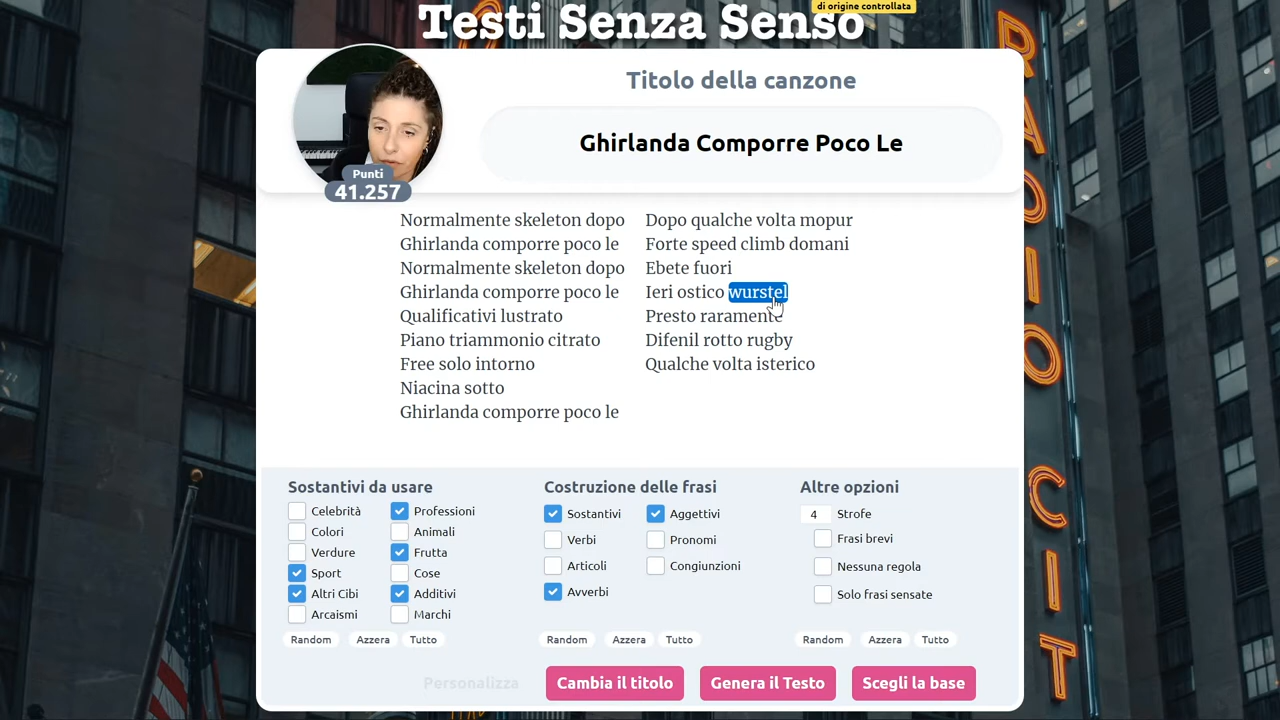 di origine controllata
Testi Senza Senso
Titolo della canzone
Ghirlanda Comporre Poco Le
Punti
41.257
Normalmente skeleton dopo
Ghirlanda comporre poco le
Normalmente skeleton dopo
Ghirlanda comporre poco le
Qualificativi lustrato
Piano triammonio citrato
Free solo intorno
Niacina sotto
Ghirlanda comporre poco le
Dopo qualche volta mopur
Forte speed climb domani
Ebete fuori
Ieri ostico wurstel
Presto raramente
Difenil rotto rugby
Qualche volta isterico
Sostantivi da usare
Celebrità
Professioni
Colori
Animali
Verdure
Frutta
Sport
Cose
Altri Cibi
Additivi
Arcaismi
Marchi
Random
Azzera
Tutto
Costruzione delle frasi
Sostantivi
Aggettivi
Verbi
Pronomi
Articoli
Congiunzioni
Avverbi
Random
Azzera
Tutto
Altre opzioni
4 Strofe
Frasi brevi
Nessuna regola
Solo frasi sensate
Random
Azzera
Tutto
Personalizza
Cambia il titolo
Genera il Testo
Scegli la base
RADIO CIT